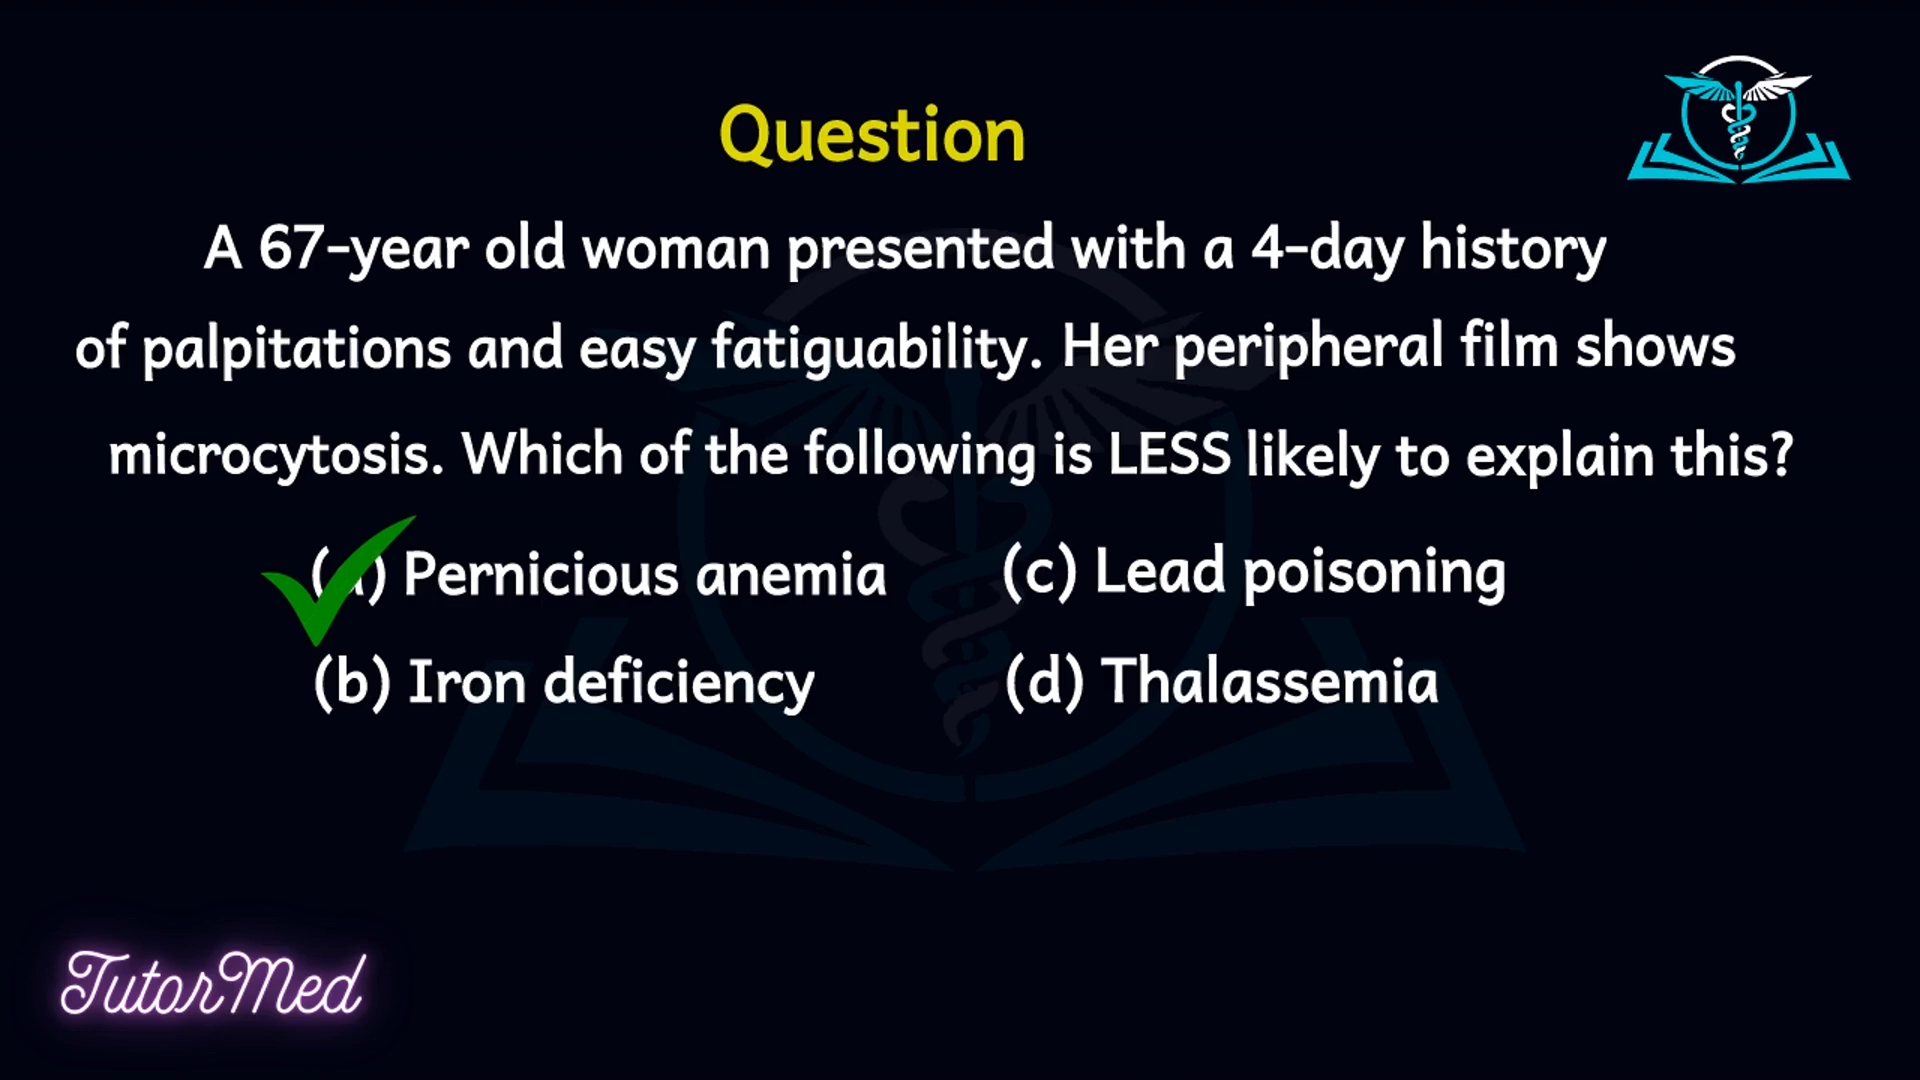 Question
A 67-year old woman presented with a 4-day history
of palpitations and easy fatiguability. Her peripheral film shows
microcytosis. Which of the following is LESS likely to explain this?
(a) Pernicious anemia
(c) Lead poisoning
(b) Iron deficiency
(d) Thalassemia
TutorMed